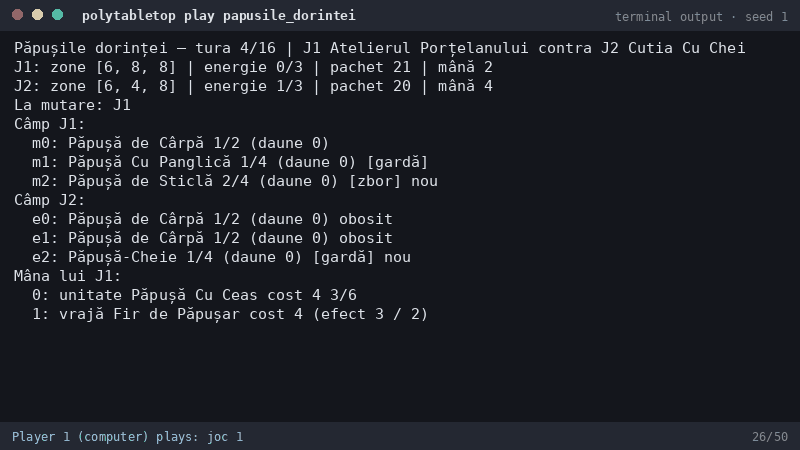 polytabletop play papusile_dorintei
terminal output · seed 1
Păpușile dorinței — tura 4/16 | J1 Atelierul Porțelanului contra J2 Cutia Cu Chei
J1: zone [6, 8, 8] | energie 0/3 | pachet 21 | mână 2
J2: zone [6, 4, 8] | energie 1/3 | pachet 20 | mână 4
La mutare: J1
Câmp J1:
m0: Păpușă de Cârpă 1/2 (daune 0)
m1: Păpușă Cu Panglică 1/4 (daune 0) [gardă]
m2: Păpușă de Sticlă 2/4 (daune 0) [zbor] nou
Câmp J2:
e0: Păpușă de Cârpă 1/2 (daune 0) obosit
e1: Păpușă de Cârpă 1/2 (daune 0) obosit
e2: Păpușă-Cheie 1/4 (daune 0) [gardă] nou
Mâna lui J1:
0: unitate Păpușă Cu Ceas cost 4 3/6
1: vrajă Fir de Păpușar cost 4 (efect 3 / 2)
Player 1 (computer) plays: joc 1
26/50